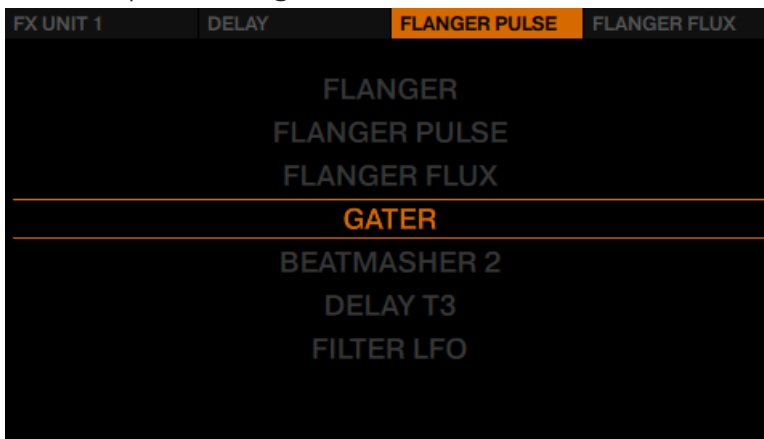 FX UNIT 1 DELAY FLANGER PULSE FLANGER FLUX
FLANGER
FLANGER PULSE
FLANGER FLUX
GATER
BEATMASHER 2
DELAY T3
FILTER LFO